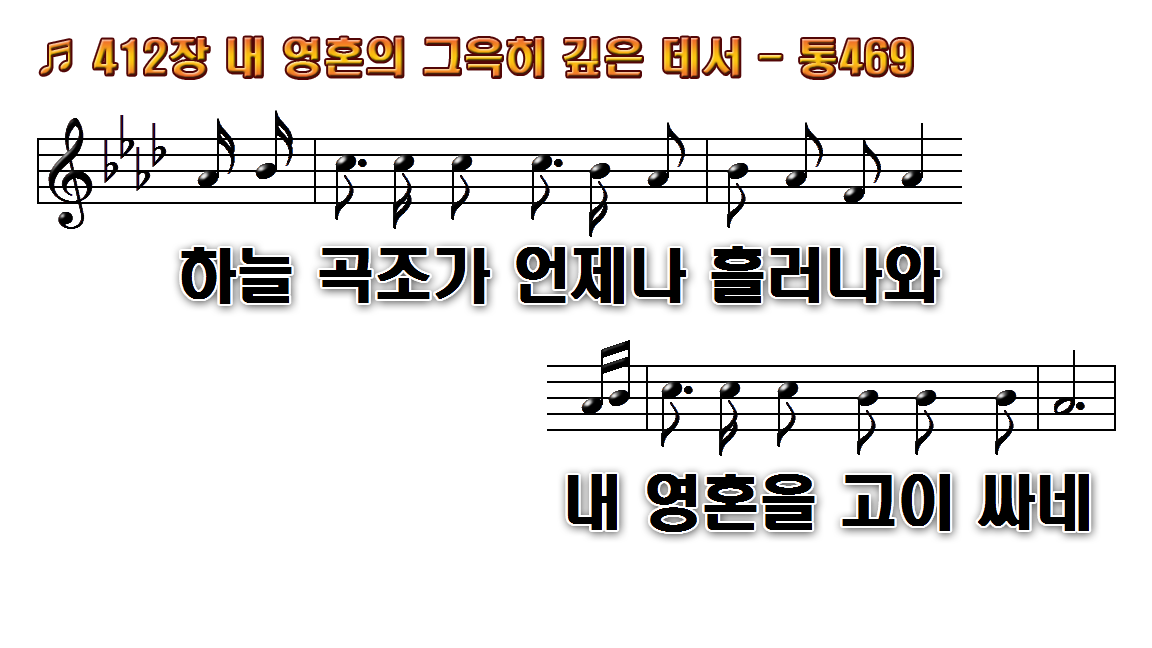 ♬ 412장 내 영혼의 그윽히 깊은 데서 - 통469
하늘 곡조가 언제나 흘러나와
내 영혼을 고이 싸네